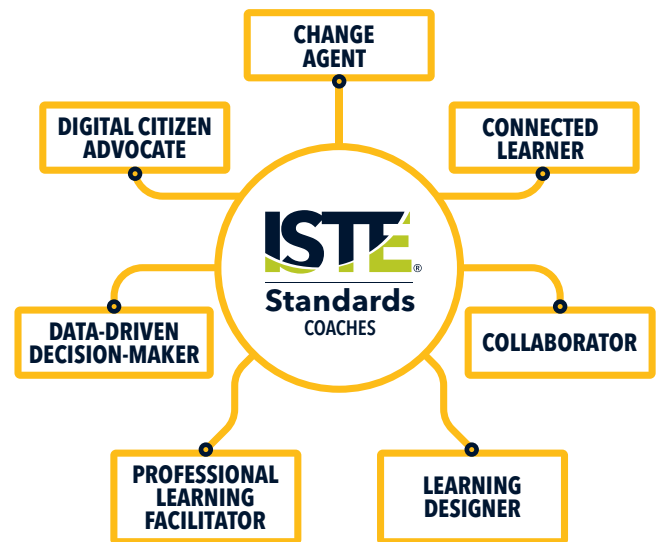 CHANGE
AGENT
DIGITAL CITIZEN
ADVOCATE
CONNECTED
LEARNER
ISTE®
Standards
COACHES
DATA-DRIVEN
DECISION-MAKER
COLLABORATOR
PROFESSIONAL
LEARNING
FACILITATOR
LEARNING
DESIGNER